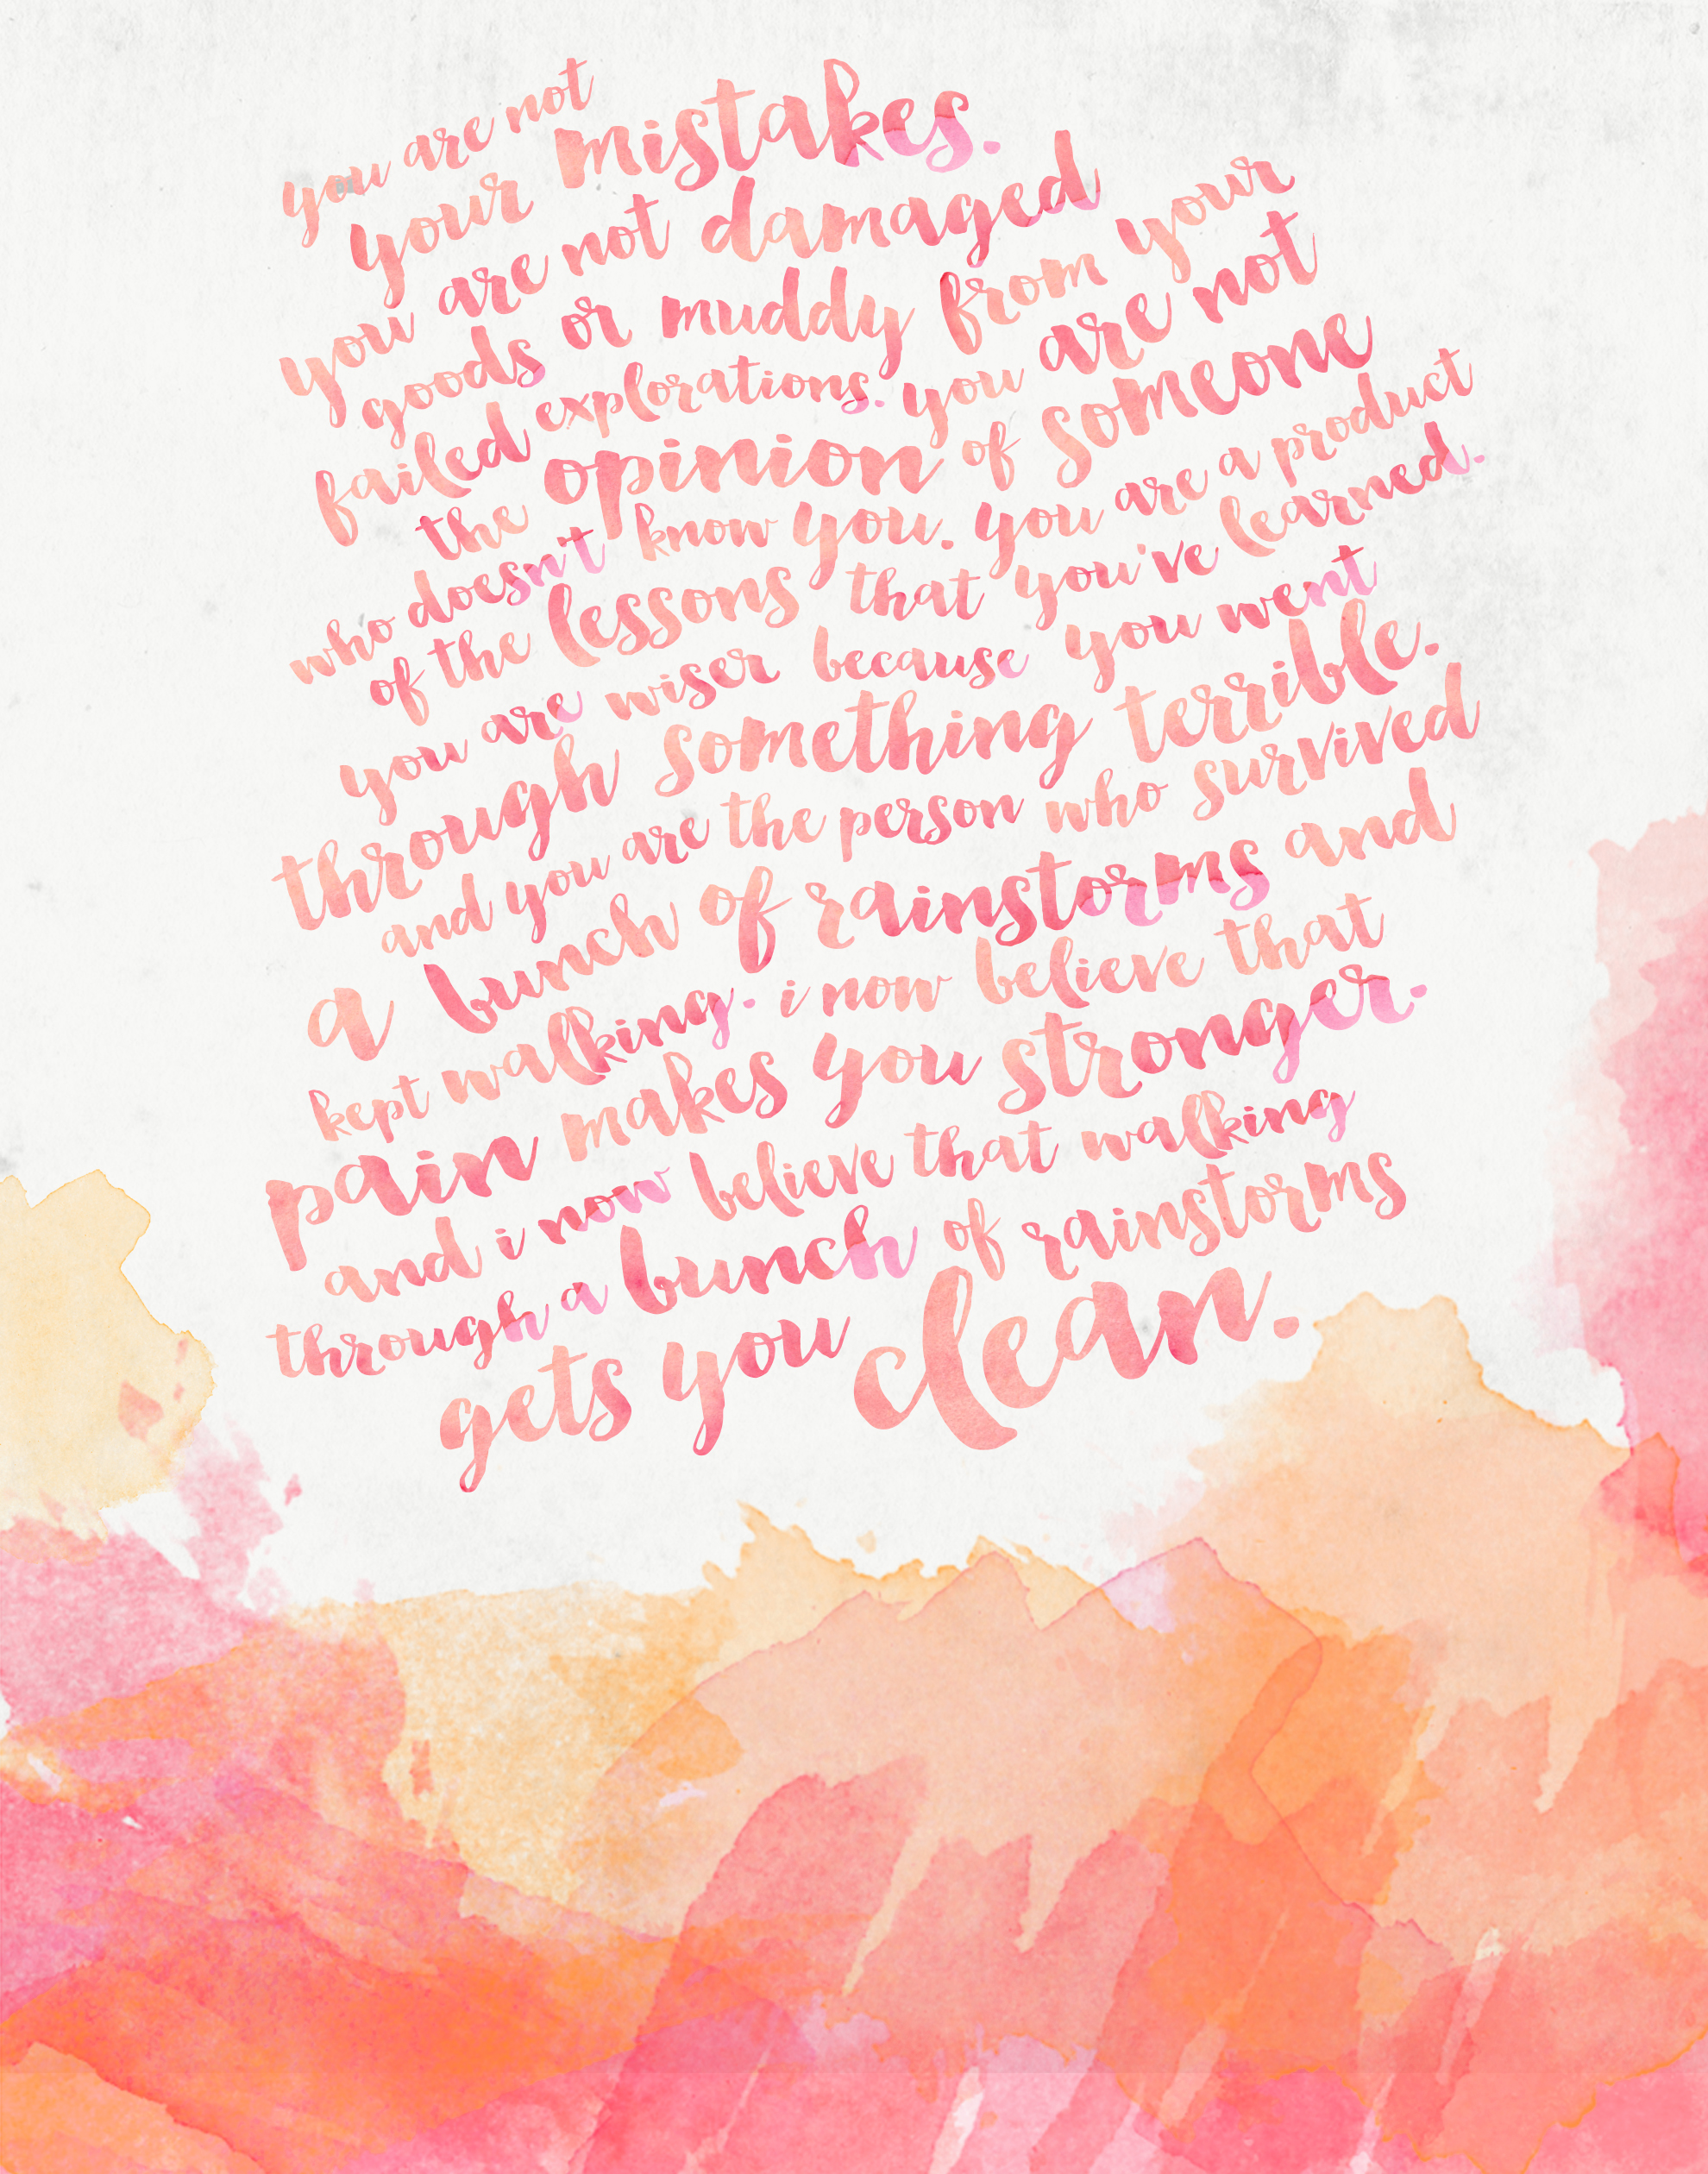 you are not
your mistakes.
you are not damaged
goods or muddy from your
failed explorations. you are not
the opinion of someone
who doesn't know you. you are a product
of the lessons that you've learned.
you are wiser because you went
through something terrible.
and you are the person who survived
a bunch of rainstorms and
kept walking. i now believe that
pain makes you stronger.
and i now believe that walking
through a bunch of rainstorms
gets you clean.